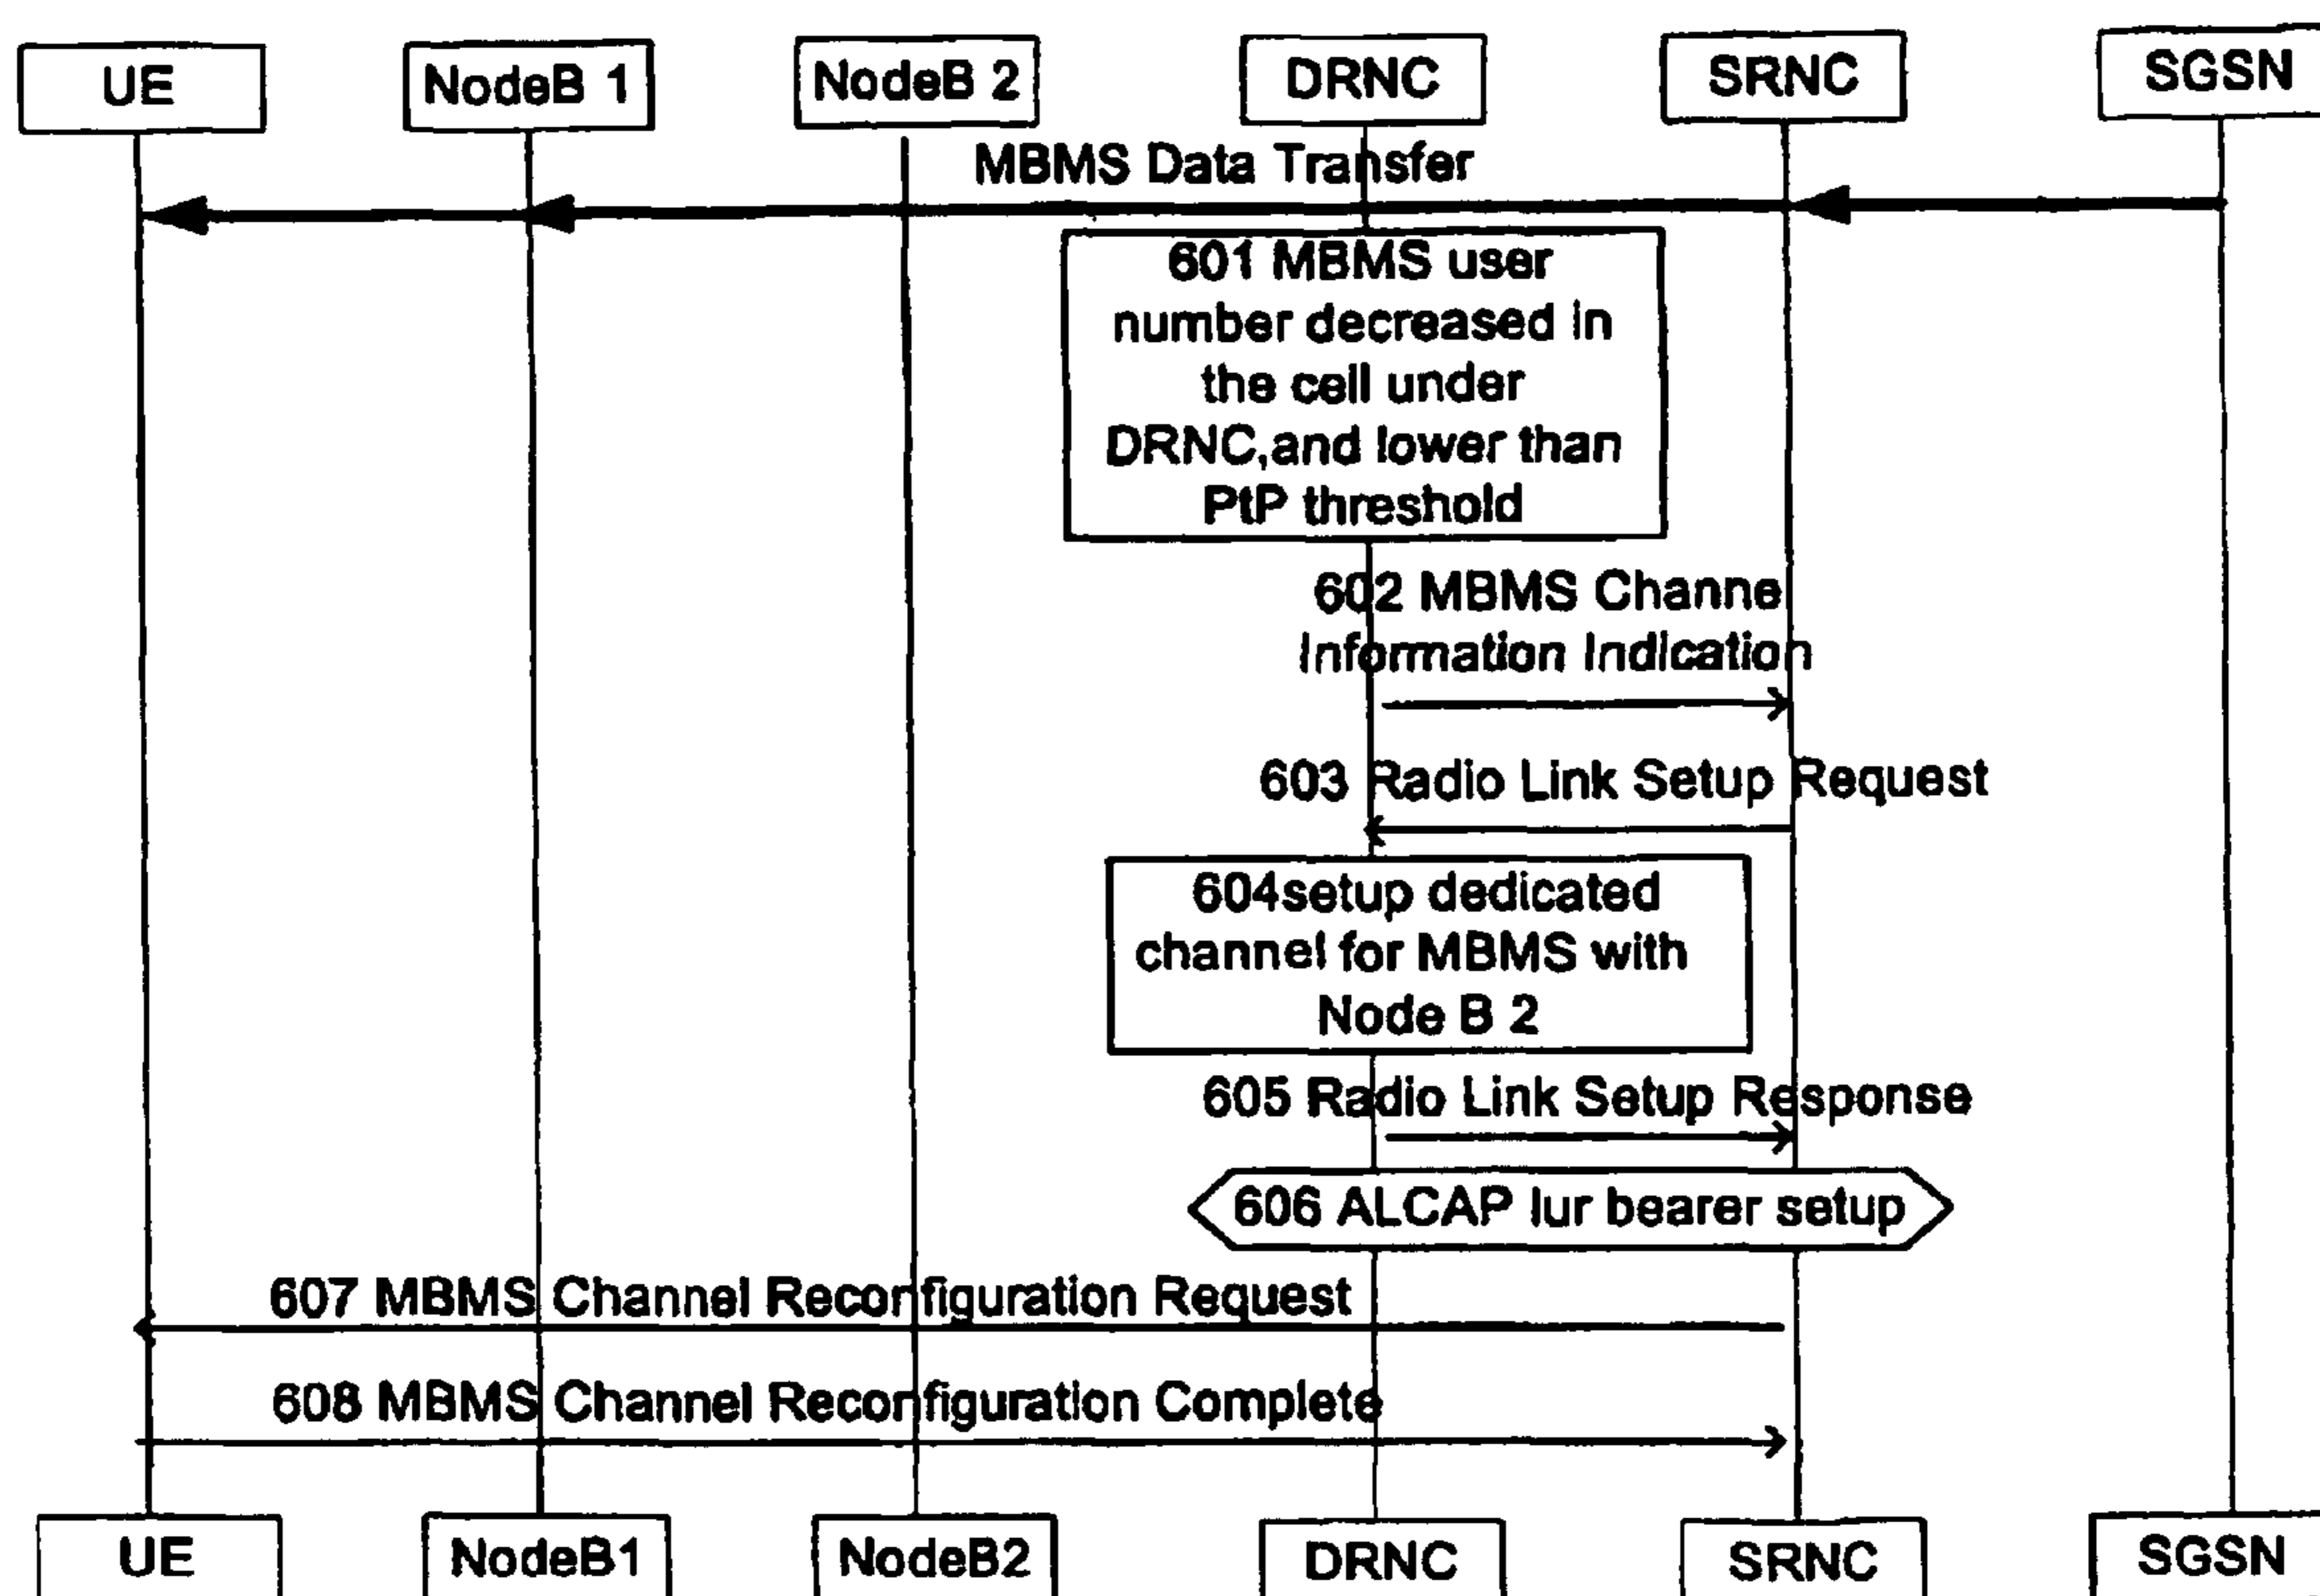 UE
NodeB 1
NodeB 2
DRNC
SRNC
SGSN
MBMS Data Transfer
601 MBMS user
number decreased in
the cell under
DRNC,and lower than
PtP threshold
602 MBMS Channe
Information Indication
603 Radio Link Setup Request
604setup dedicated
channel for MBMS with
Node B 2
605 Radio Link Setup Response
606 ALCAP Iur bearer setup
607 MBMS Channel Reconfiguration Request
608 MBMS Channel Reconfiguration Complete
UE
NodeB1
NodeB2
DRNC
SRNC
SGSN